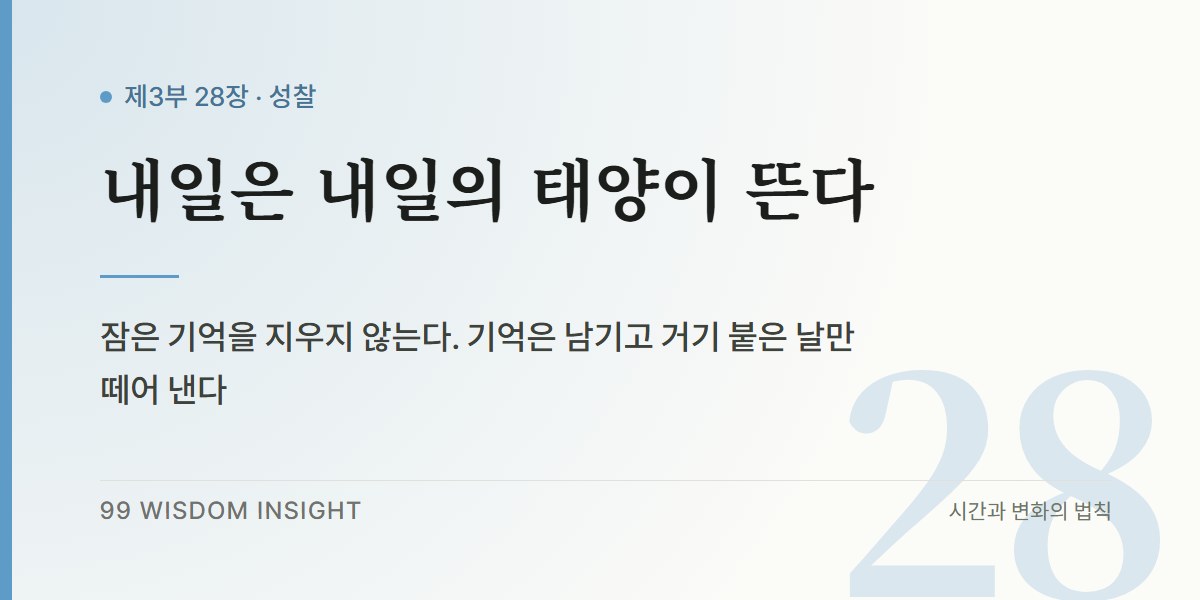 제3부 28장 · 성찰
내일은 내일의 태양이 뜬다
잠은 기억을 지우지 않는다. 기억은 남기고 거기 붙은 날만
떼어 낸다
28
99 WISDOM INSIGHT
시간과 변화의 법칙